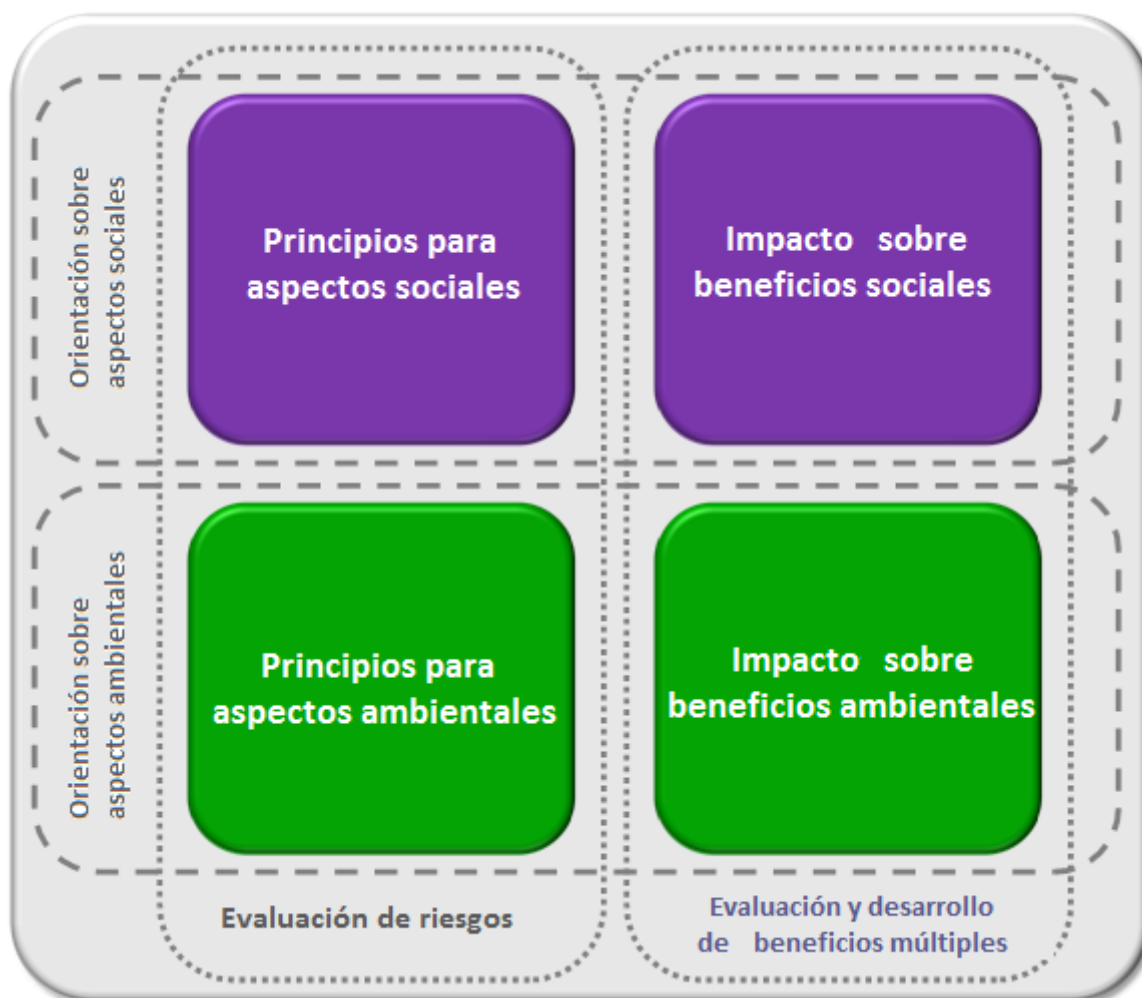 Orientación sobre
aspectos sociales
Principios para
aspectos sociales
Impacto sobre
beneficios sociales
Orientación sobre
aspectos ambientales
Principios para
aspectos ambientales
Impacto sobre
beneficios ambientales
Evaluación de riesgos
Evaluación y desarrollo
de beneficios múltiples